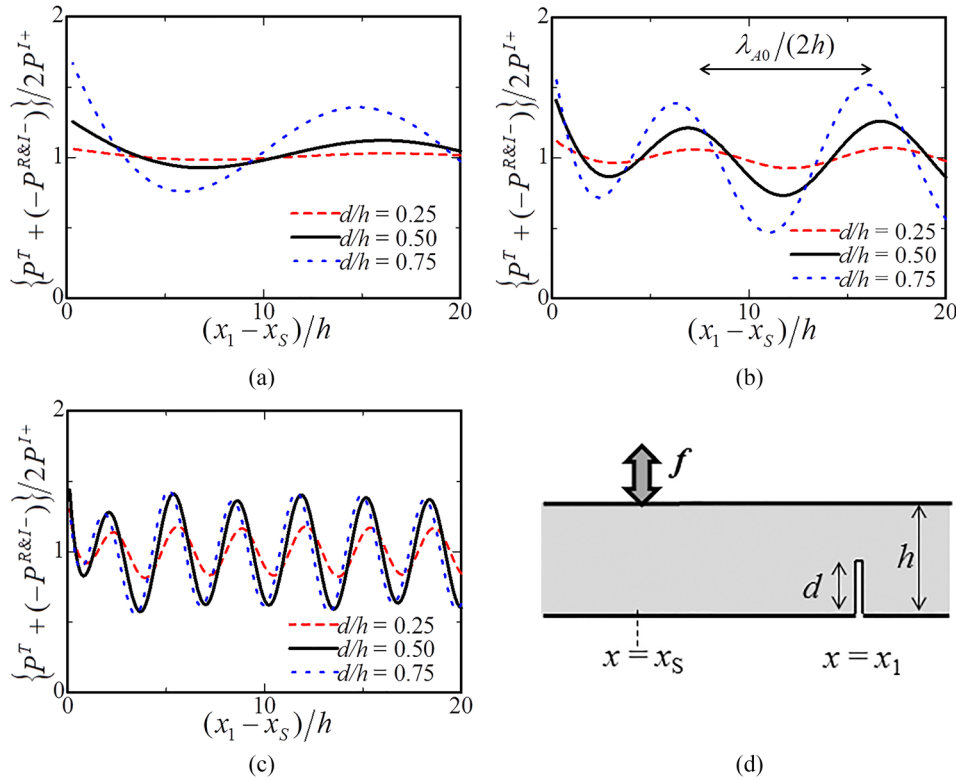 2
1
0
0
10
20
{P^T + (-P^{R&I-})}/2P^{I+}
(x_1 - x_S)/h
d/h = 0.25
d/h = 0.50
d/h = 0.75
(a)
2
1
0
0
10
20
{P^T + (-P^{R&I-})}/2P^{I+}
(x_1 - x_S)/h
λ_{A0}/(2h)
d/h = 0.25
d/h = 0.50
d/h = 0.75
(b)
2
1
0
0
10
20
{P^T + (-P^{R&I-})}/2P^{I+}
(x_1 - x_S)/h
d/h = 0.25
d/h = 0.50
d/h = 0.75
(c)
f
h
d
x = x_S
x = x_1
(d)